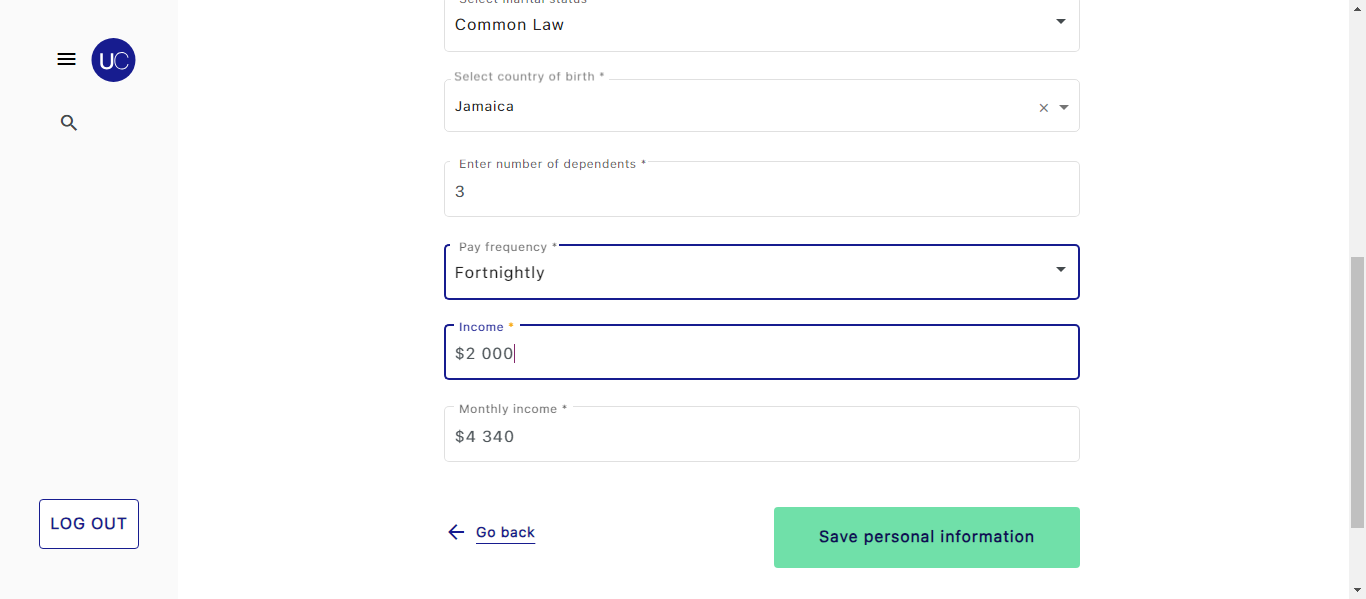 Select marital status
Common Law
UC
Select country of birth *
Jamaica
Enter number of dependents *
3
Pay frequency *
Fortnightly
Income *
$2 000
Monthly income *
$4 340
LOG OUT
Go back
Save personal information